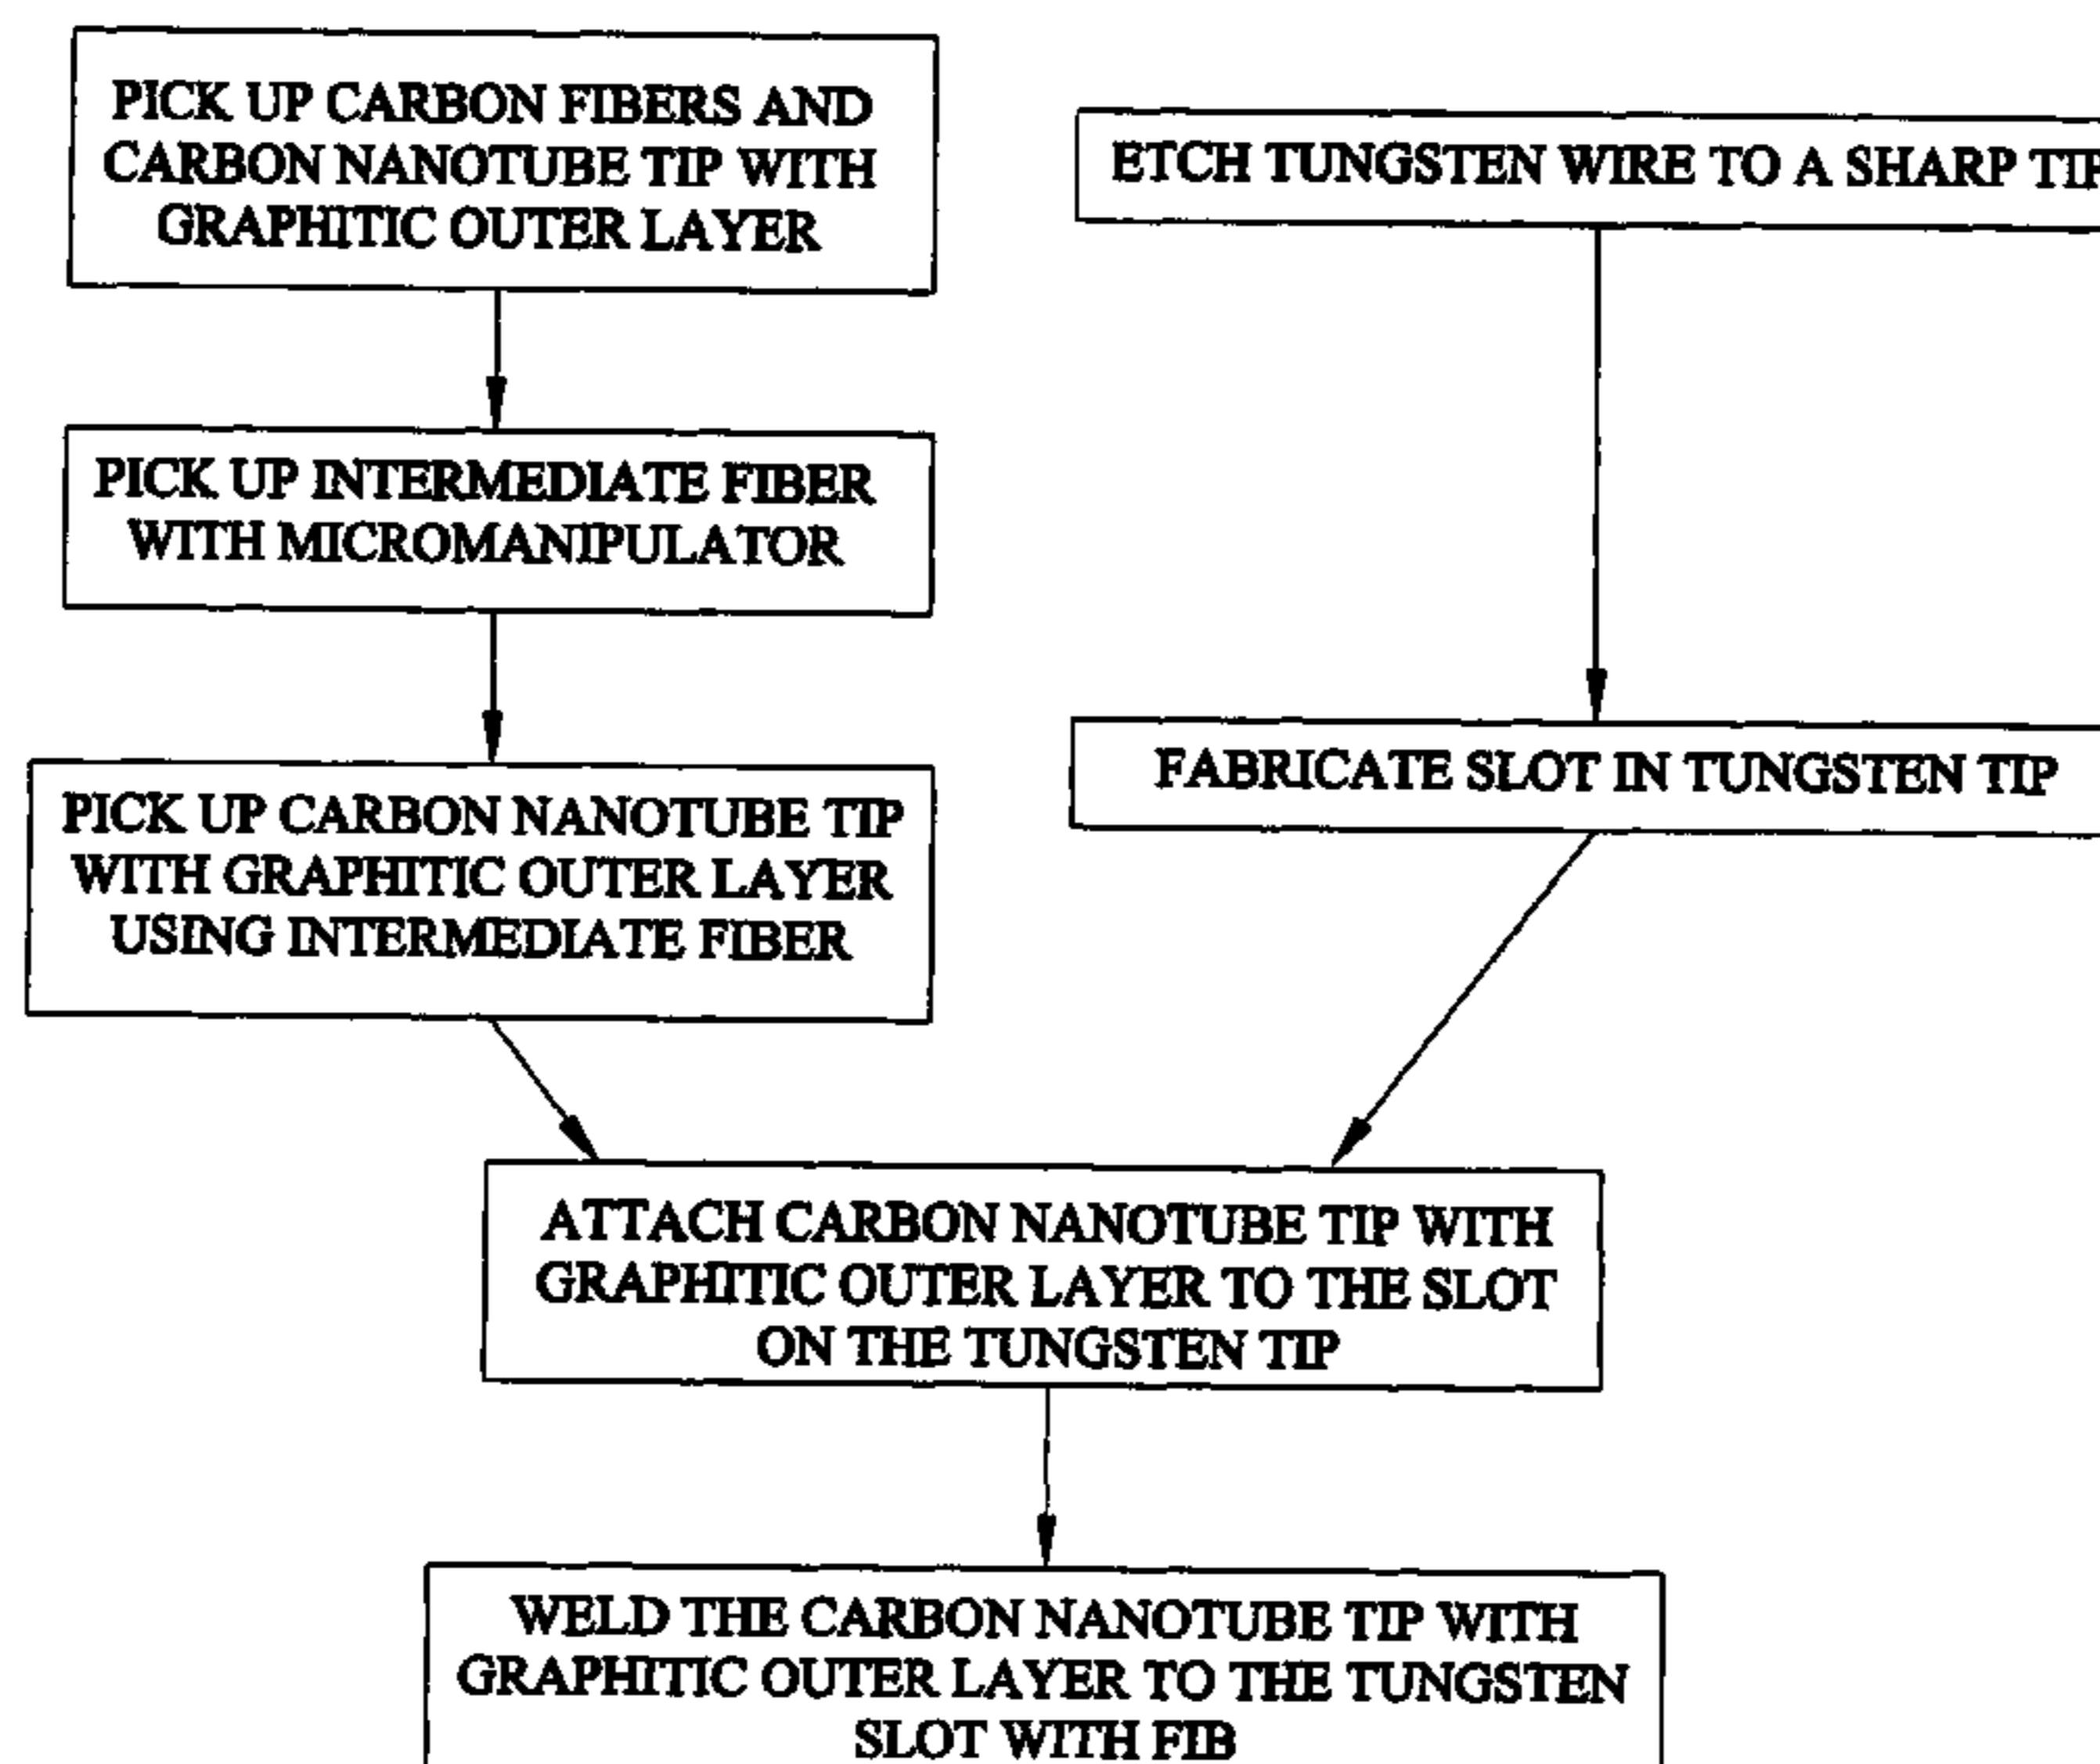 PICK UP CARBON FIBERS AND
CARBON NANOTUBE TIP WITH
GRAPHITIC OUTER LAYER
ETCH TUNGSTEN WIRE TO A SHARP TIP
PICK UP INTERMEDIATE FIBER
WITH MICROMANIPULATOR
PICK UP CARBON NANOTUBE TIP
WITH GRAPHITIC OUTER LAYER
USING INTERMEDIATE FIBER
FABRICATE SLOT IN TUNGSTEN TIP
ATTACH CARBON NANOTUBE TIP WITH
GRAPHITIC OUTER LAYER TO THE SLOT
ON THE TUNGSTEN TIP
WELD THE CARBON NANOTUBE TIP WITH
GRAPHITIC OUTER LAYER TO THE TUNGSTEN
SLOT WITH FIB